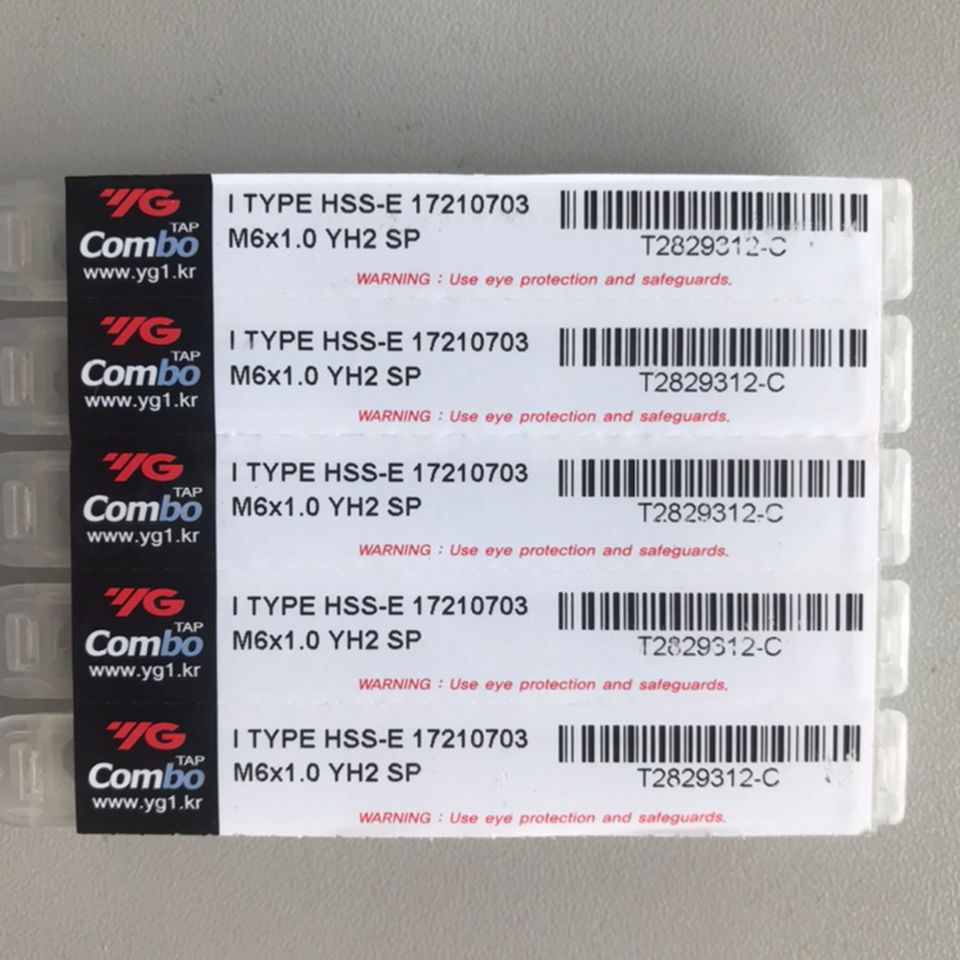 YG
TAP
Combo
www.yg1.kr
I TYPE HSS-E 17210703
M6x1.0 YH2 SP
T2829312-C
WARNING : Use eye protection and safeguards.
YG
TAP
Combo
www.yg1.kr
I TYPE HSS-E 17210703
M6x1.0 YH2 SP
T2829312-C
WARNING : Use eye protection and safeguards.
YG
TAP
Combo
www.yg1.kr
I TYPE HSS-E 17210703
M6x1.0 YH2 SP
T2829312-C
WARNING : Use eye protection and safeguards.
YG
TAP
Combo
www.yg1.kr
I TYPE HSS-E 17210703
M6x1.0 YH2 SP
T2829312-C
WARNING : Use eye protection and safeguards.
YG
TAP
Combo
www.yg1.kr
I TYPE HSS-E 17210703
M6x1.0 YH2 SP
T2829312-C
WARNING : Use eye protection and safeguards.